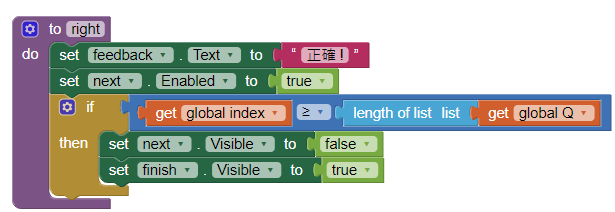 to right
do set feedback . Text to " 正確! "
set next . Enabled to true
if get global index ≥ length of list list get global Q
then set next . Visible to false
set finish . Visible to true